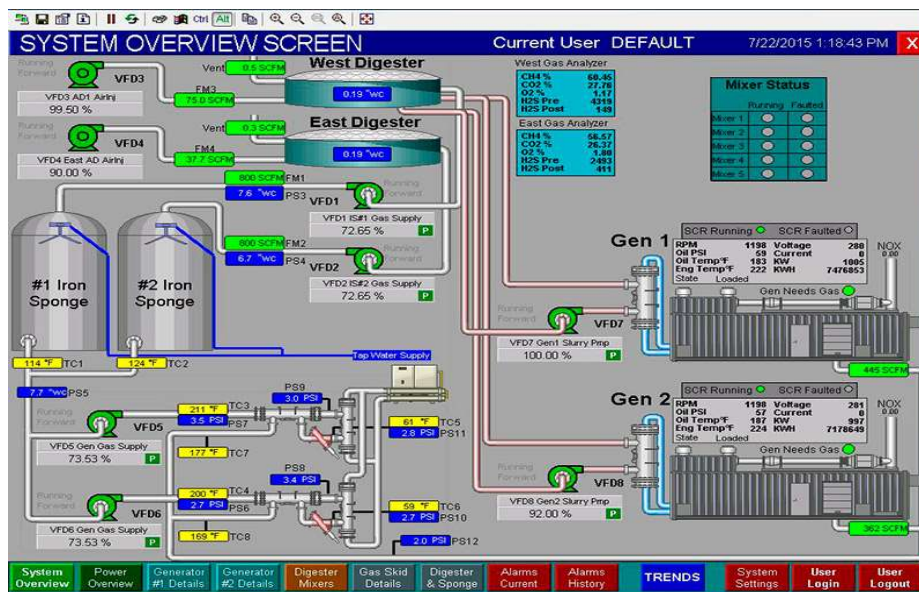 Ctrl Alt
SYSTEM OVERVIEW SCREEN
Current User DEFAULT
7/22/2015 1:18:43 PM X
Running
Forward
VFD3
VFD3 AD1 AirInj
99.50 %
Vent 0.5 SCFM
FM3
75.0 SCFM
West Digester
0.19 "wc
Running
Forward
VFD4
VFD4 East AD AirInj
90.00 %
Vent 0.3 SCFM
FM4
37.7 SCFM
East Digester
0.19 "wc
West Gas Analyzer
CH4 % 60.45
CO2 % 27.76
O2 % 1.17
H2S Pre 4319
H2S Post 149
East Gas Analyzer
CH4 % 56.57
CO2 % 26.37
O2 % 1.80
H2S Pre 2493
H2S Post 411
Mixer Status
Running Faulted
Mixer 1
Mixer 2
Mixer 3
Mixer 4
Mixer 5
800 SCFM FM1
7.6 "wc PS3
Running
Forward
VFD1
VFD1 IS#1 Gas Supply
72.65 % P
800 SCFM FM2
6.7 "wc PS4
Running
Forward
VFD2
VFD2 IS#2 Gas Supply
72.65 % P
#1 Iron
Sponge
#2 Iron
Sponge
114 °F TC1
124 °F TC2
Tap Water Supply
Gen 1
SCR Running SCR Faulted
RPM 1198 Voltage 280
Oil PSI 59 Current 0
Oil Temp°F 183 KW 1005
Eng Temp°F 222 KWH 7476853
State Loaded
NOX
0.00
Gen Needs Gas
445 SCFM
Running
Forward
VFD7
VFD7 Gen1 Slurry Pmp
100.00 % P
7.7 "wc PS5
Running
Forward
VFD5
VFD5 Gen Gas Supply
73.53 % P
211 °F TC3
3.5 PSI PS7
177 °F TC7
PS9
3.0 PSI
61 °F TC5
2.8 PSI PS11
Running
Forward
VFD6
VFD6 Gen Gas Supply
73.53 % P
200 °F TC4
2.7 PSI PS6
169 °F TC8
PS8
3.4 PSI
59 °F TC6
2.7 PSI PS10
2.0 PSI PS12
Gen 2
SCR Running SCR Faulted
RPM 1198 Voltage 281
Oil PSI 57 Current 0
Oil Temp°F 187 KW 997
Eng Temp°F 224 KWH 7178649
State Loaded
NOX
0.00
Gen Needs Gas
362 SCFM
Running
Forward
VFD8
VFD8 Gen2 Slurry Pmp
92.00 % P
System Overview
Power Overview
Generator #1 Details
Generator #2 Details
Digester Mixers
Gas Skid Details
Digester & Sponge
Alarms Current
Alarms History
TRENDS
System Settings
User Login
User Logout